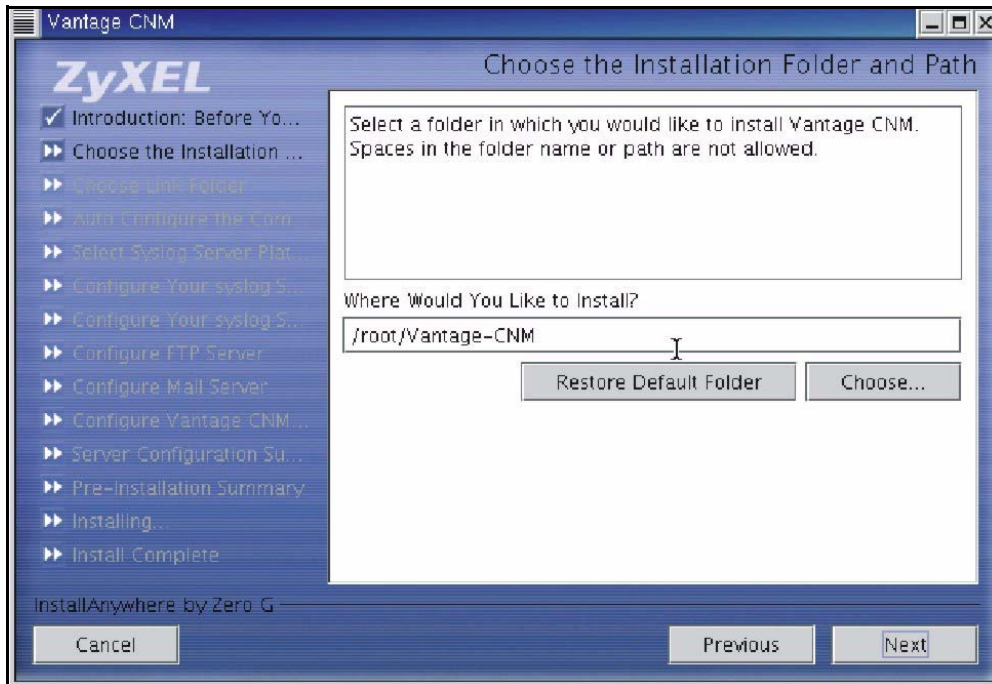 Vantage CNM
ZyXEL
Choose the Installation Folder and Path
Introduction: Before Yo...
Choose the Installation ...
Choose Link Folder
Auto Configure the Com...
Select Syslog Server Plat...
Configure Your syslog S...
Configure Your syslog S...
Configure FTP Server
Configure Mail Server
Configure Vantage CNM...
Server Configuration Su...
Pre-Installation Summary
Installing...
Install Complete
Select a folder in which you would like to install Vantage CNM.
Spaces in the folder name or path are not allowed.
Where Would You Like to Install?
/root/Vantage-CNM
Restore Default Folder
Choose...
InstallAnywhere by Zero G
Cancel
Previous
Next